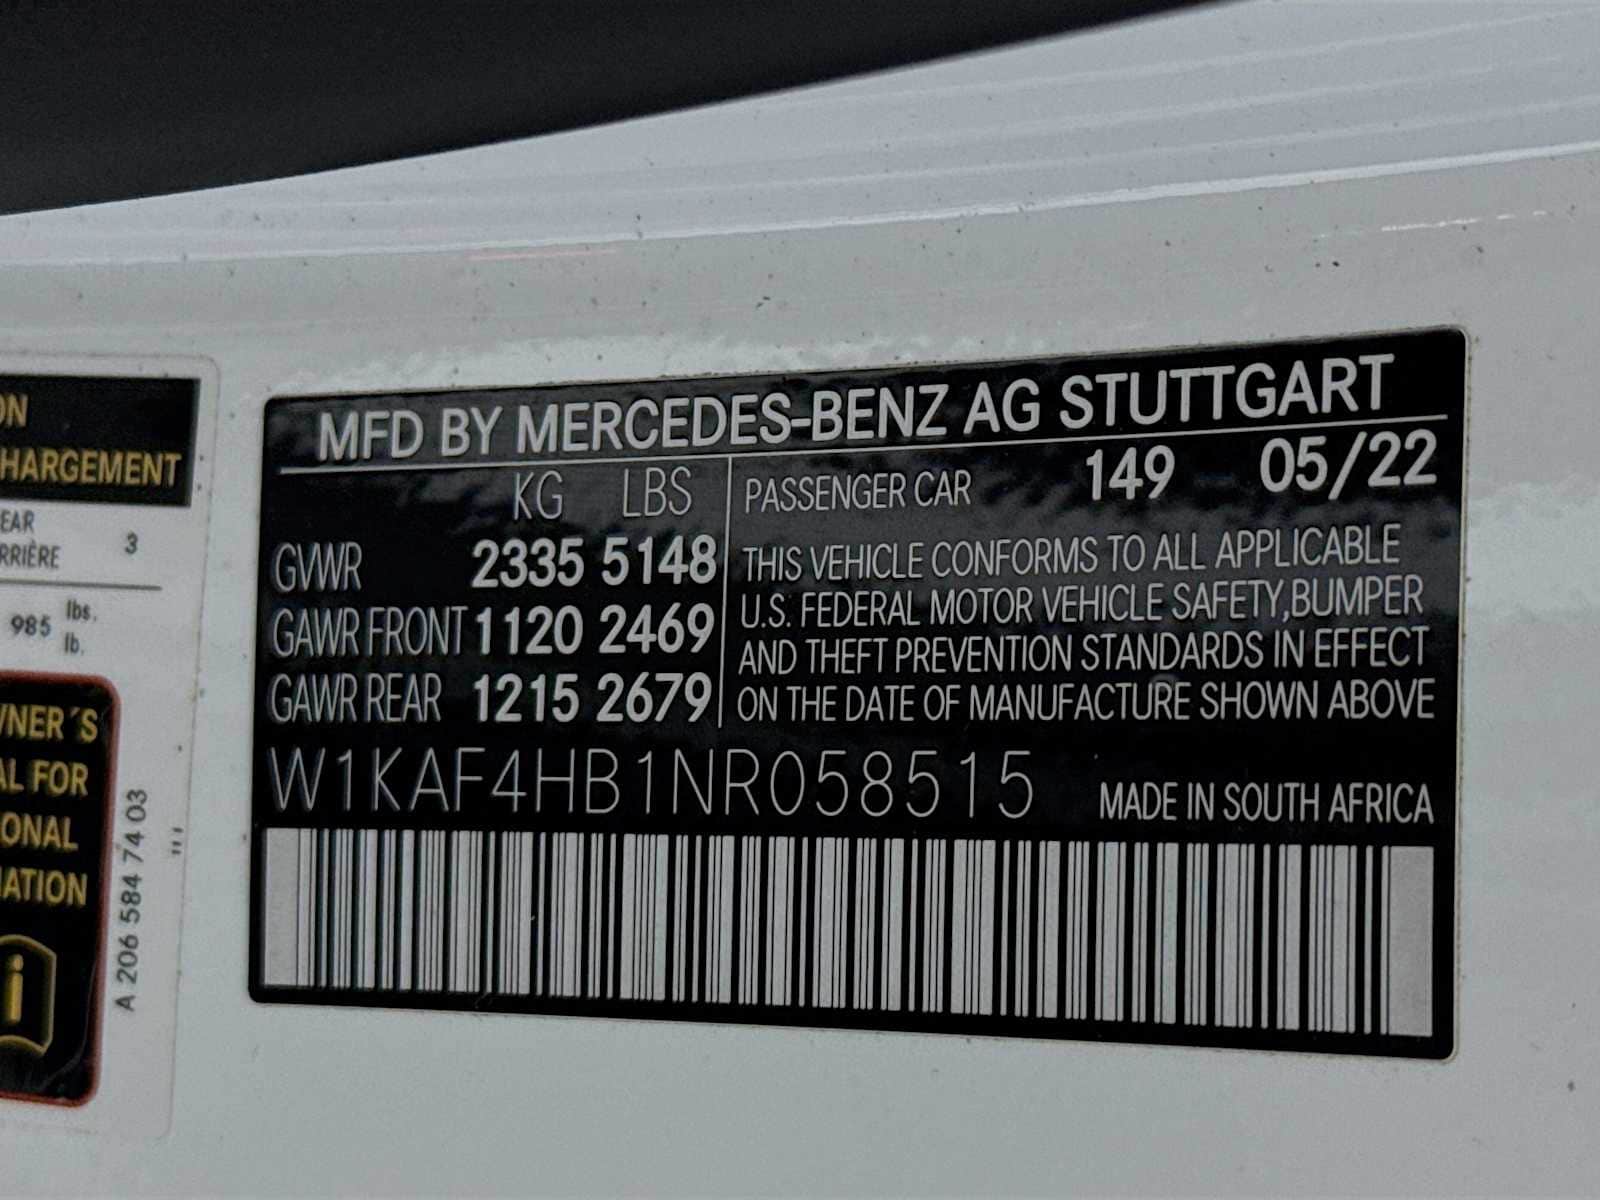 ON
HARGEMENT
EAR
RRIÈRE 3
985 lbs.
lb.
WNER´S
AL FOR
ONAL
MATION
i
A 206 584 74 03
MFD BY MERCEDES-BENZ AG STUTTGART
KG LBS
PASSENGER CAR 149 05/22
GVWR 2335 5148
GAWR FRONT 1120 2469
GAWR REAR 1215 2679
THIS VEHICLE CONFORMS TO ALL APPLICABLE
U.S. FEDERAL MOTOR VEHICLE SAFETY,BUMPER
AND THEFT PREVENTION STANDARDS IN EFFECT
ON THE DATE OF MANUFACTURE SHOWN ABOVE
W1KAF4HB1NR058515
MADE IN SOUTH AFRICA